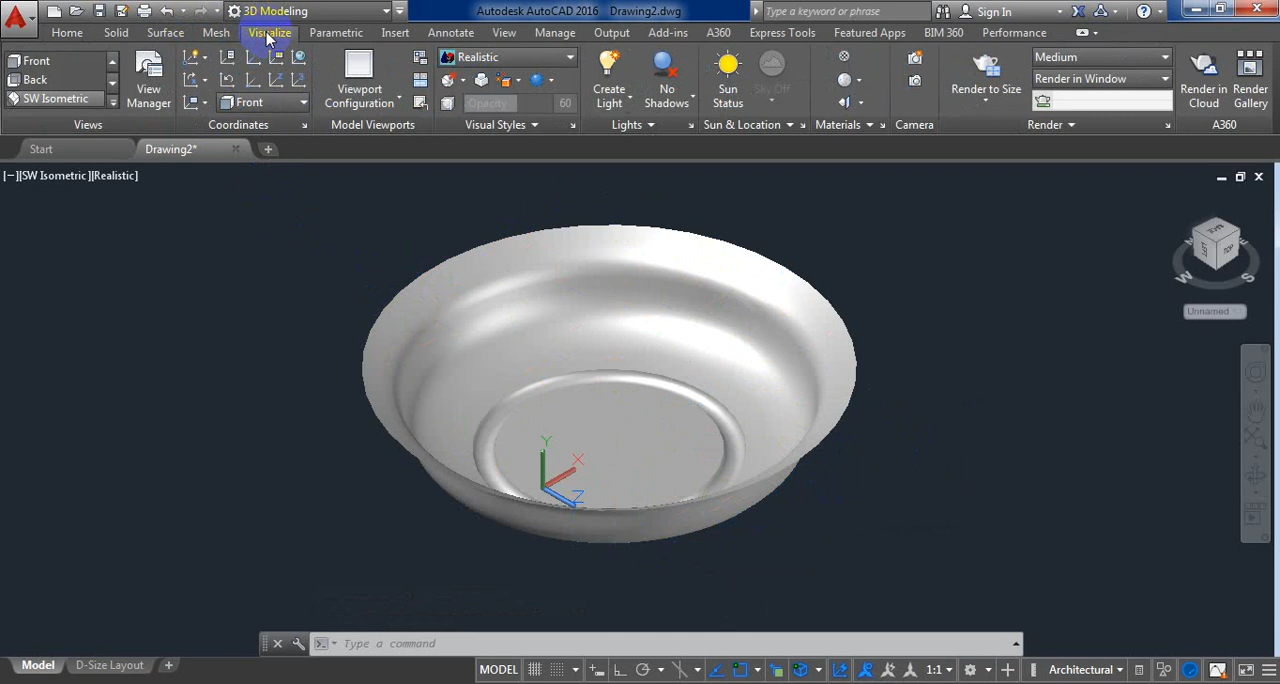 3D Modeling
Autodesk AutoCAD 2016 Drawing2.dwg
Type a keyword or phrase
Sign In
Home Solid Surface Mesh Visualize Parametric Insert Annotate View Manage Output Add-ins A360 Express Tools Featured Apps BIM 360 Performance
Front
Back
SW Isometric
View
Manager
Front
Viewport
Configuration
Realistic
Opacity 60
Create
Light
No
Shadows
Sun
Status
Sky Off
Render to Size
Medium
Render in Window
Render in
Cloud
Render
Gallery
Views Coordinates Model Viewports Visual Styles Lights Sun & Location Materials Camera Render A360
Start Drawing2*
[−][SW Isometric][Realistic]
TOP
LEFT
W
S
Unnamed
Y
X
Z
Type a command
Model D-Size Layout
MODEL
1:1
Architectural